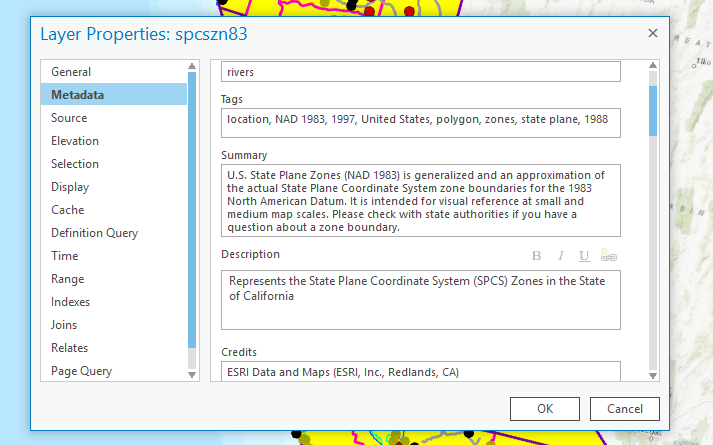 Layer Properties: spcszn83
General
Metadata
Source
Elevation
Selection
Display
Cache
Definition Query
Time
Range
Indexes
Joins
Relates
Page Query
rivers
Tags
location, NAD 1983, 1997, United States, polygon, zones, state plane, 1988
Summary
U.S. State Plane Zones (NAD 1983) is generalized and an approximation of
the actual State Plane Coordinate System zone boundaries for the 1983
North American Datum. It is intended for visual reference at small and
medium map scales. Please check with state authorities if you have a
question about a zone boundary.
Description
B I U
Represents the State Plane Coordinate System (SPCS) Zones in the State
of California
Credits
ESRI Data and Maps (ESRI, Inc., Redlands, CA)
OK
Cancel
Elko